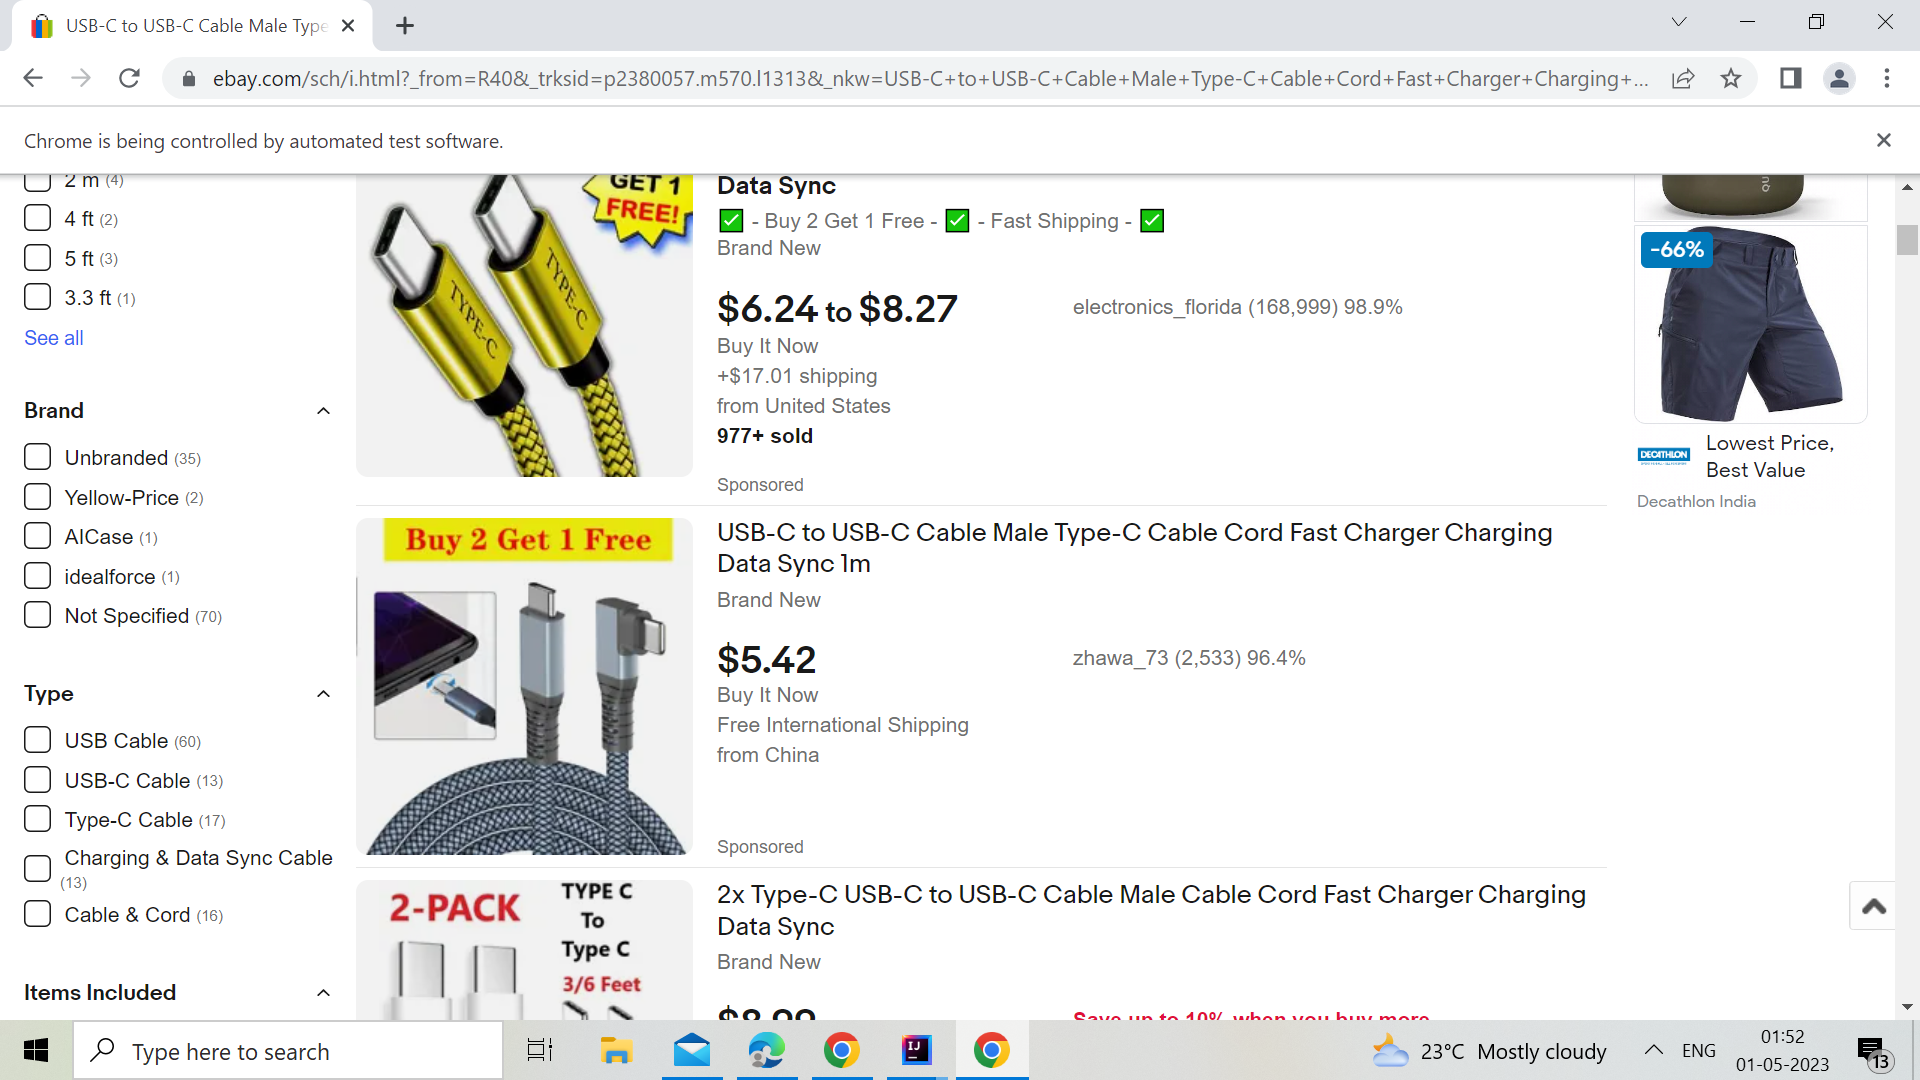 USB-C to USB-C Cable Male Type
ebay.com/sch/i.html?_from=R40&_trksid=p2380057.m570.l1313&_nkw=USB-C+to+USB-C+Cable+Male+Type-C+Cable+Cord+Fast+Charger+Charging+...
Chrome is being controlled by automated test software.
2 m (4)
4 ft (2)
5 ft (3)
3.3 ft (1)
See all
Brand
Unbranded (35)
Yellow-Price (2)
AICase (1)
idealforce (1)
Not Specified (70)
Type
USB Cable (60)
USB-C Cable (13)
Type-C Cable (17)
Charging & Data Sync Cable
(13)
Cable & Cord (16)
Items Included
GET 1
FREE!
TYPE-C
TYPE-C
Data Sync
✅ - Buy 2 Get 1 Free - ✅ - Fast Shipping - ✅
Brand New
$6.24 to $8.27
Buy It Now
+$17.01 shipping
from United States
977+ sold
electronics_florida (168,999) 98.9%
Sponsored
Buy 2 Get 1 Free
USB-C to USB-C Cable Male Type-C Cable Cord Fast Charger Charging
Data Sync 1m
Brand New
$5.42
Buy It Now
Free International Shipping
from China
zhawa_73 (2,533) 96.4%
Sponsored
2-PACK
TYPE C
To
Type C
3/6 Feet
2x Type-C USB-C to USB-C Cable Male Cable Cord Fast Charger Charging
Data Sync
Brand New
Save up to 10% when you buy more
QU
-66%
DECATHLON
Lowest Price,
Best Value
Decathlon India
Type here to search
IJ
23°C Mostly cloudy
ENG
01:52
01-05-2023
13